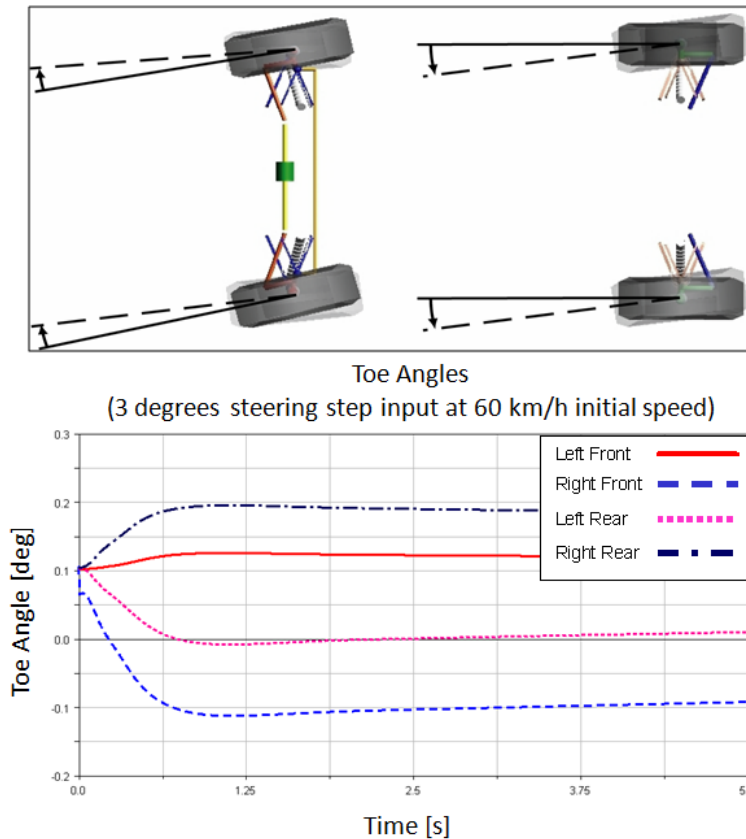 Toe Angles
(3 degrees steering step input at 60 km/h initial speed)
Toe Angle [deg]
0.3
0.2
0.1
0.0
-0.1
-0.2
Left Front
Right Front
Left Rear
Right Rear
0.0
1.25
2.5
3.75
5
Time [s]